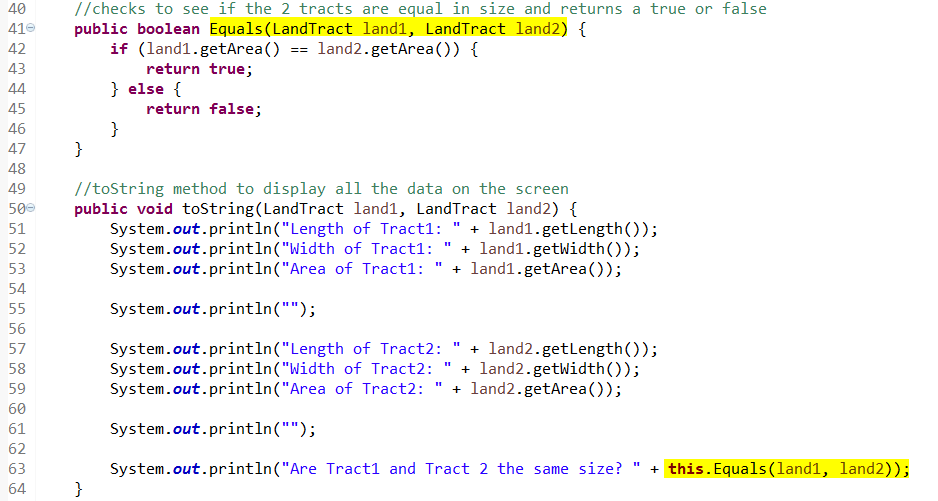 40 //checks to see if the 2 tracts are equal in size and returns a true or false
41 public boolean Equals(LandTract land1, LandTract land2) {
42 if (land1.getArea() == land2.getArea()) {
43 return true;
44 } else {
45 return false;
46 }
47 }
48
49 //toString method to display all the data on the screen
50 public void toString(LandTract land1, LandTract land2) {
51 System.out.println("Length of Tract1: " + land1.getLength());
52 System.out.println("Width of Tract1: " + land1.getWidth());
53 System.out.println("Area of Tract1: " + land1.getArea());
54
55 System.out.println("");
56
57 System.out.println("Length of Tract2: " + land2.getLength());
58 System.out.println("Width of Tract2: " + land2.getWidth());
59 System.out.println("Area of Tract2: " + land2.getArea());
60
61 System.out.println("");
62
63 System.out.println("Are Tract1 and Tract 2 the same size? " + this.Equals(land1, land2));
64 }